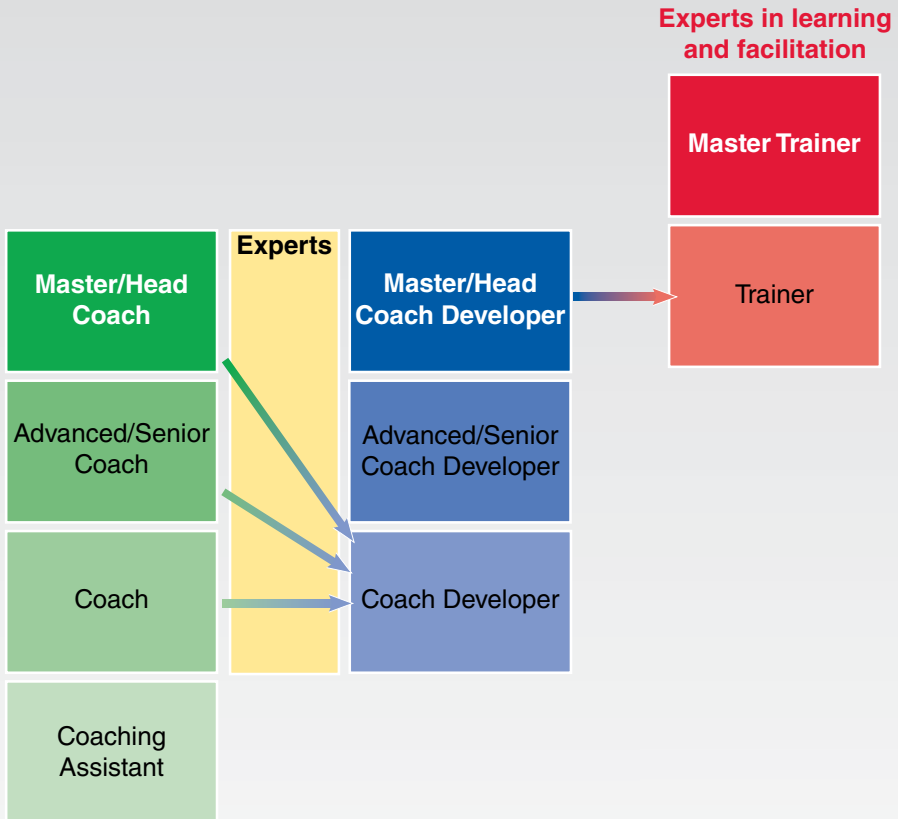 Experts in learning
and facilitation
Master Trainer
Trainer
Experts
Master/Head
Coach
Master/Head
Coach Developer
Advanced/Senior
Coach
Advanced/Senior
Coach Developer
Coach
Coach Developer
Coaching
Assistant